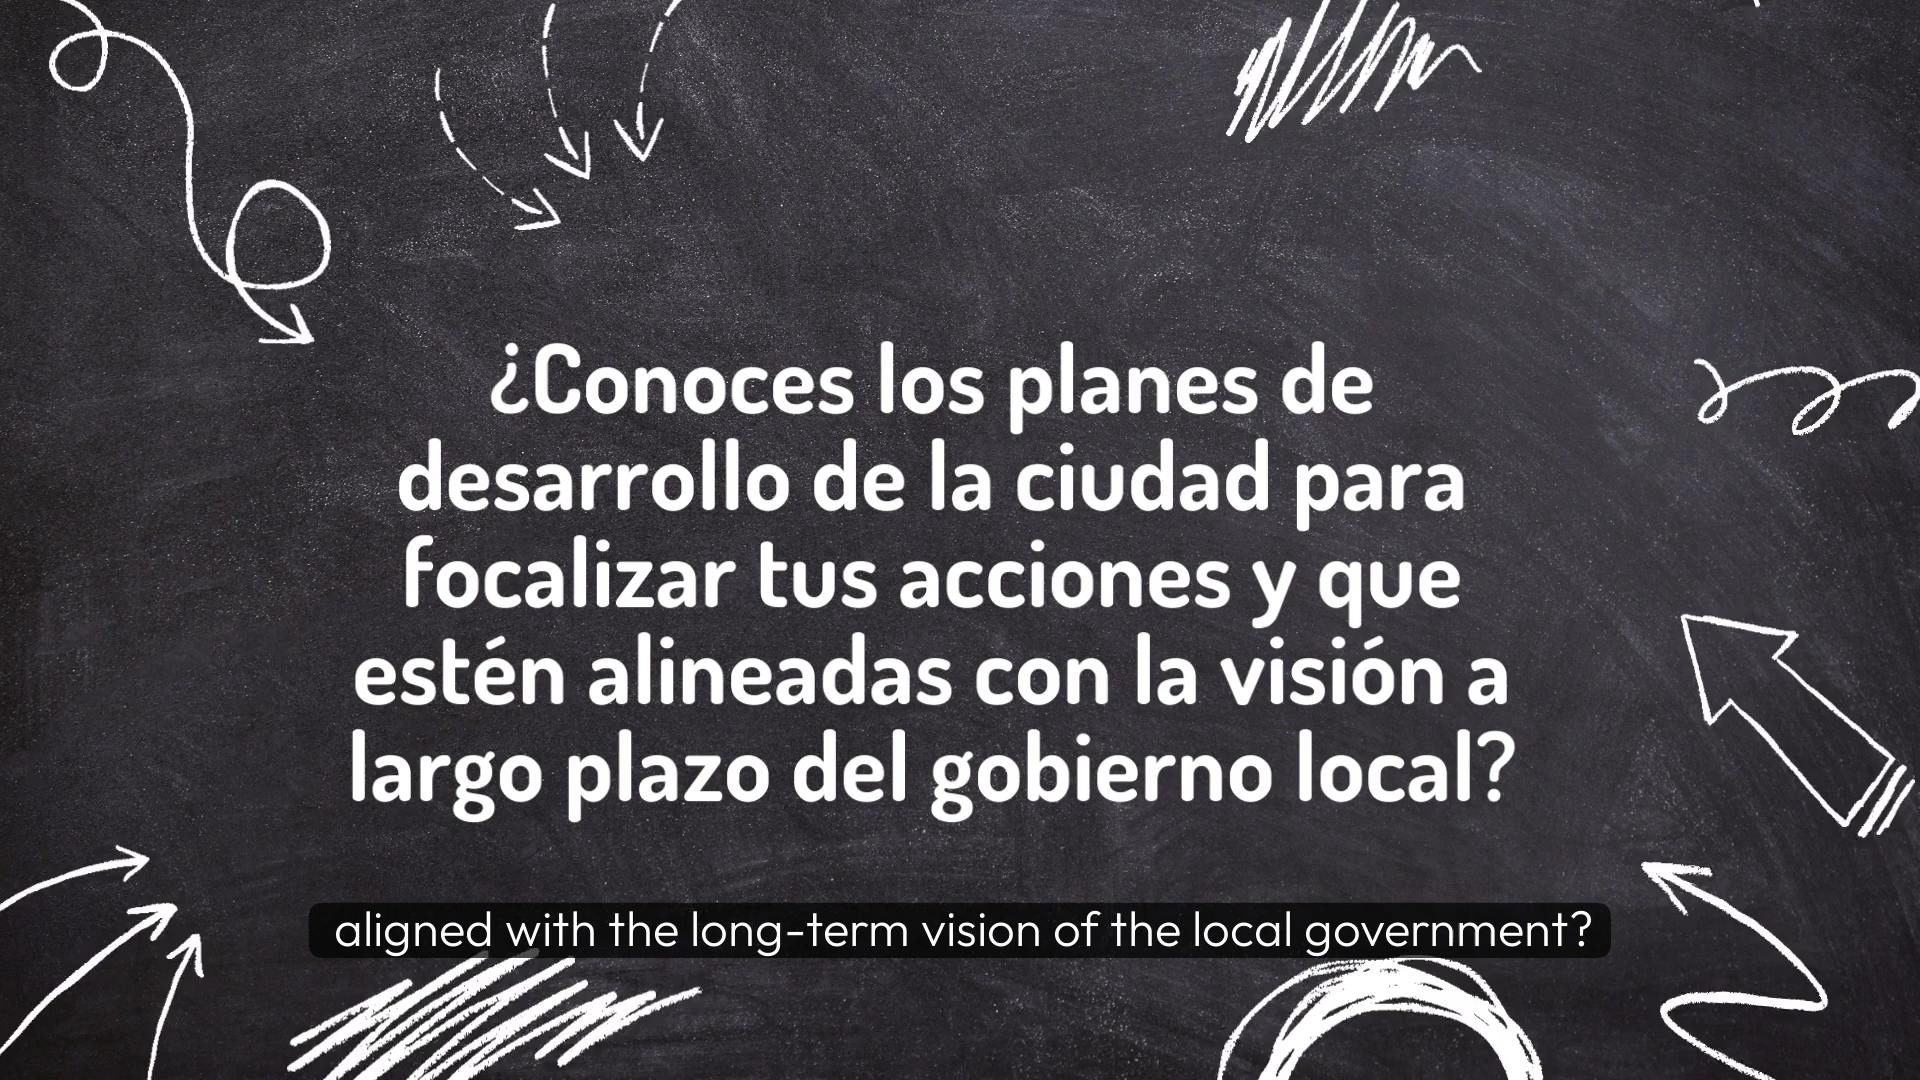 ¿Conoces los planes de
desarrollo de la ciudad para
focalizar tus acciones y que
estén alineadas con la visión a
largo plazo del gobierno local?
aligned with the long-term vision of the local government?